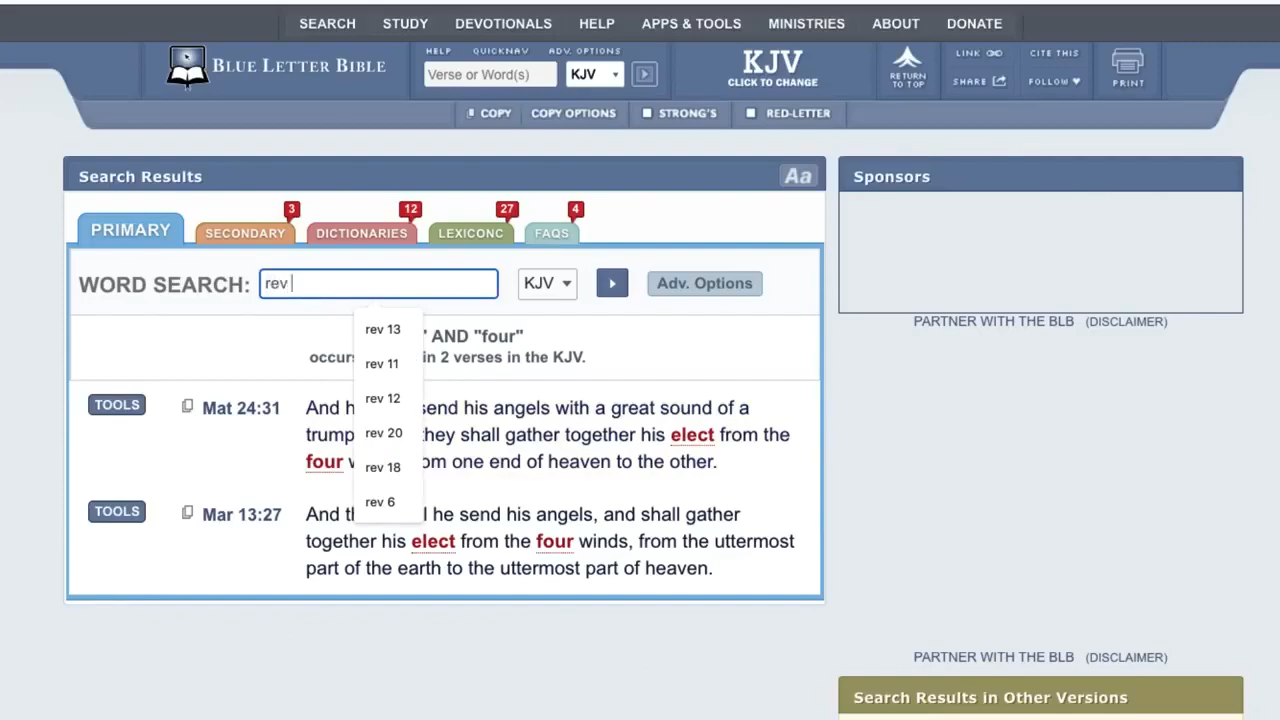 SEARCH STUDY DEVOTIONALS HELP APPS & TOOLS MINISTRIES ABOUT DONATE
BLUE LETTER BIBLE
HELP QUICKNAV ADV. OPTIONS
Verse or Word(s) KJV
KJV
CLICK TO CHANGE
RETURN
TO TOP
LINK CITE THIS
SHARE FOLLOW
PRINT
COPY COPY OPTIONS STRONG'S RED-LETTER
Search Results Aa
3 12 27 4
PRIMARY SECONDARY DICTIONARIES LEXICONC FAQS
WORD SEARCH: rev KJV Adv. Options
rev 13
rev 11
rev 12
rev 20
rev 18
rev 6
" AND "four"
occurs in 2 verses in the KJV.
TOOLS Mat 24:31 And h send his angels with a great sound of a
trump they shall gather together his elect from the
four w om one end of heaven to the other.
TOOLS Mar 13:27 And th l he send his angels, and shall gather
together his elect from the four winds, from the uttermost
part of the earth to the uttermost part of heaven.
Sponsors
PARTNER WITH THE BLB (DISCLAIMER)
PARTNER WITH THE BLB (DISCLAIMER)
Search Results in Other Versions